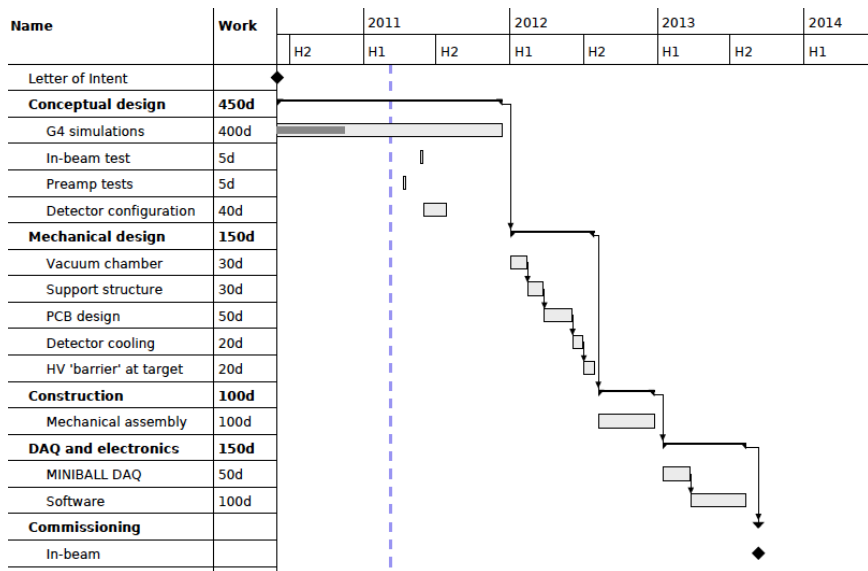 Name Work 2011 2012 2013 2014
H2 H1 H2 H1 H2 H1 H2 H1
Letter of Intent
Conceptual design 450d
G4 simulations 400d
In-beam test 5d
Preamp tests 5d
Detector configuration 40d
Mechanical design 150d
Vacuum chamber 30d
Support structure 30d
PCB design 50d
Detector cooling 20d
HV 'barrier' at target 20d
Construction 100d
Mechanical assembly 100d
DAQ and electronics 150d
MINIBALL DAQ 50d
Software 100d
Commissioning
In-beam